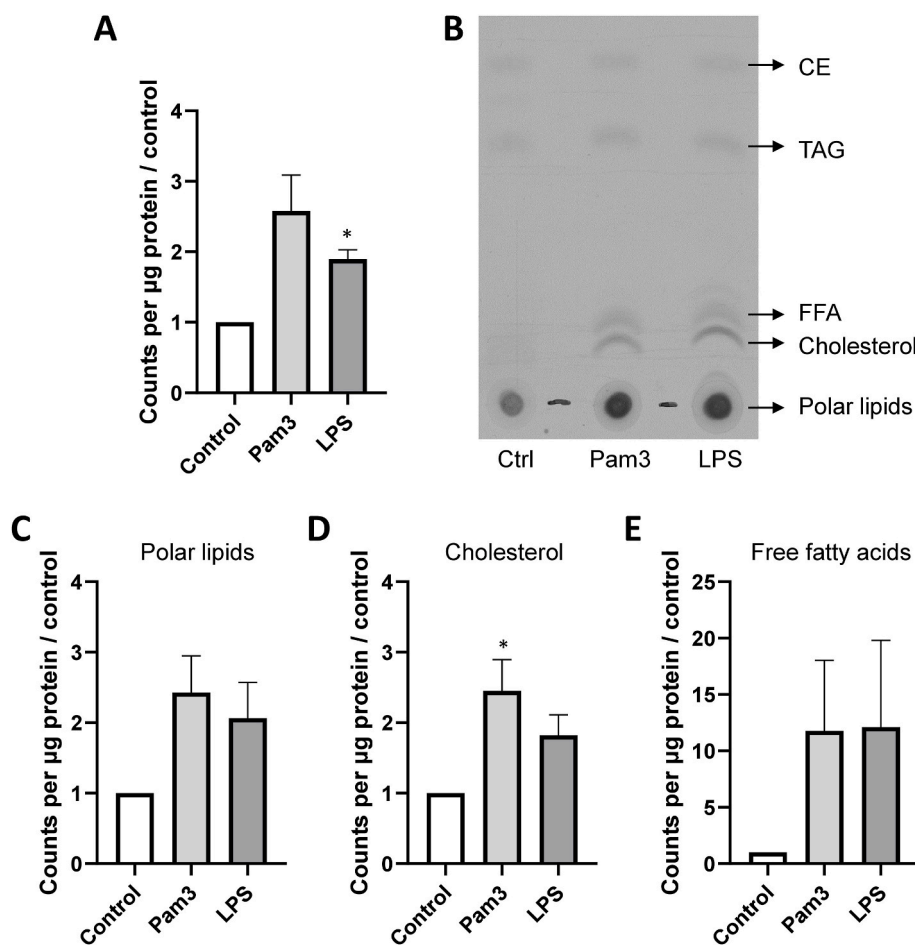 A
Counts per µg protein / control
4
3
2
1
0
*
Control
Pam3
LPS
B
CE
TAG
FFA
Cholesterol
Polar lipids
Ctrl
Pam3
LPS
C
Polar lipids
Counts per µg protein / control
4
3
2
1
0
Control
Pam3
LPS
D
Cholesterol
Counts per µg protein / control
4
3
2
1
0
*
Control
Pam3
LPS
E
Free fatty acids
Counts per µg protein / control
25
20
15
10
5
0
Control
Pam3
LPS